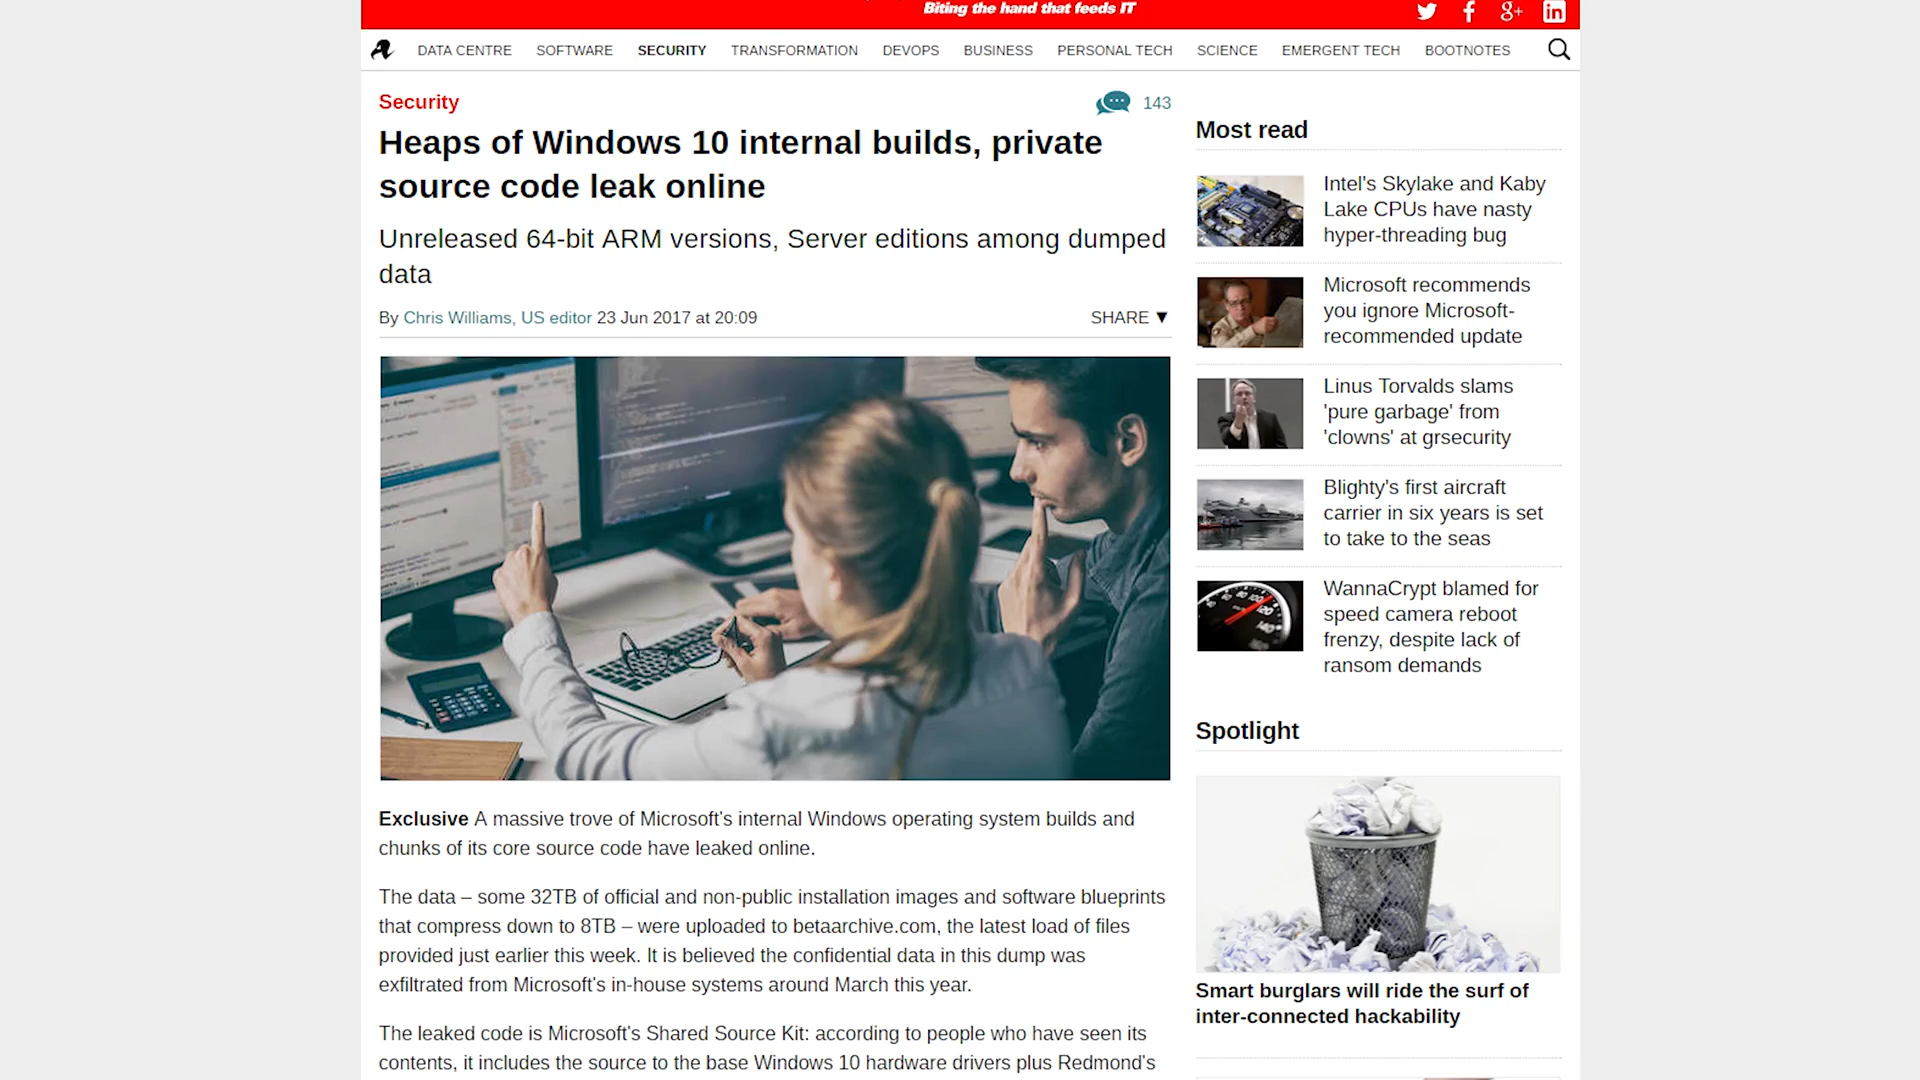 Biting the hand that feeds IT
DATA CENTRE SOFTWARE SECURITY TRANSFORMATION DEVOPS BUSINESS PERSONAL TECH SCIENCE EMERGENT TECH BOOTNOTES
Security
143
Heaps of Windows 10 internal builds, private
source code leak online
Unreleased 64-bit ARM versions, Server editions among dumped
data
By Chris Williams, US editor 23 Jun 2017 at 20:09
SHARE ▼
Exclusive A massive trove of Microsoft's internal Windows operating system builds and
chunks of its core source code have leaked online.
The data – some 32TB of official and non-public installation images and software blueprints
that compress down to 8TB – were uploaded to betaarchive.com, the latest load of files
provided just earlier this week. It is believed the confidential data in this dump was
exfiltrated from Microsoft's in-house systems around March this year.
The leaked code is Microsoft's Shared Source Kit: according to people who have seen its
contents, it includes the source to the base Windows 10 hardware drivers plus Redmond's
Most read
Intel's Skylake and Kaby
Lake CPUs have nasty
hyper-threading bug
Microsoft recommends
you ignore Microsoft-
recommended update
Linus Torvalds slams
'pure garbage' from
'clowns' at grsecurity
Blighty's first aircraft
carrier in six years is set
to take to the seas
WannaCrypt blamed for
speed camera reboot
frenzy, despite lack of
ransom demands
Spotlight
Smart burglars will ride the surf of
inter-connected hackability